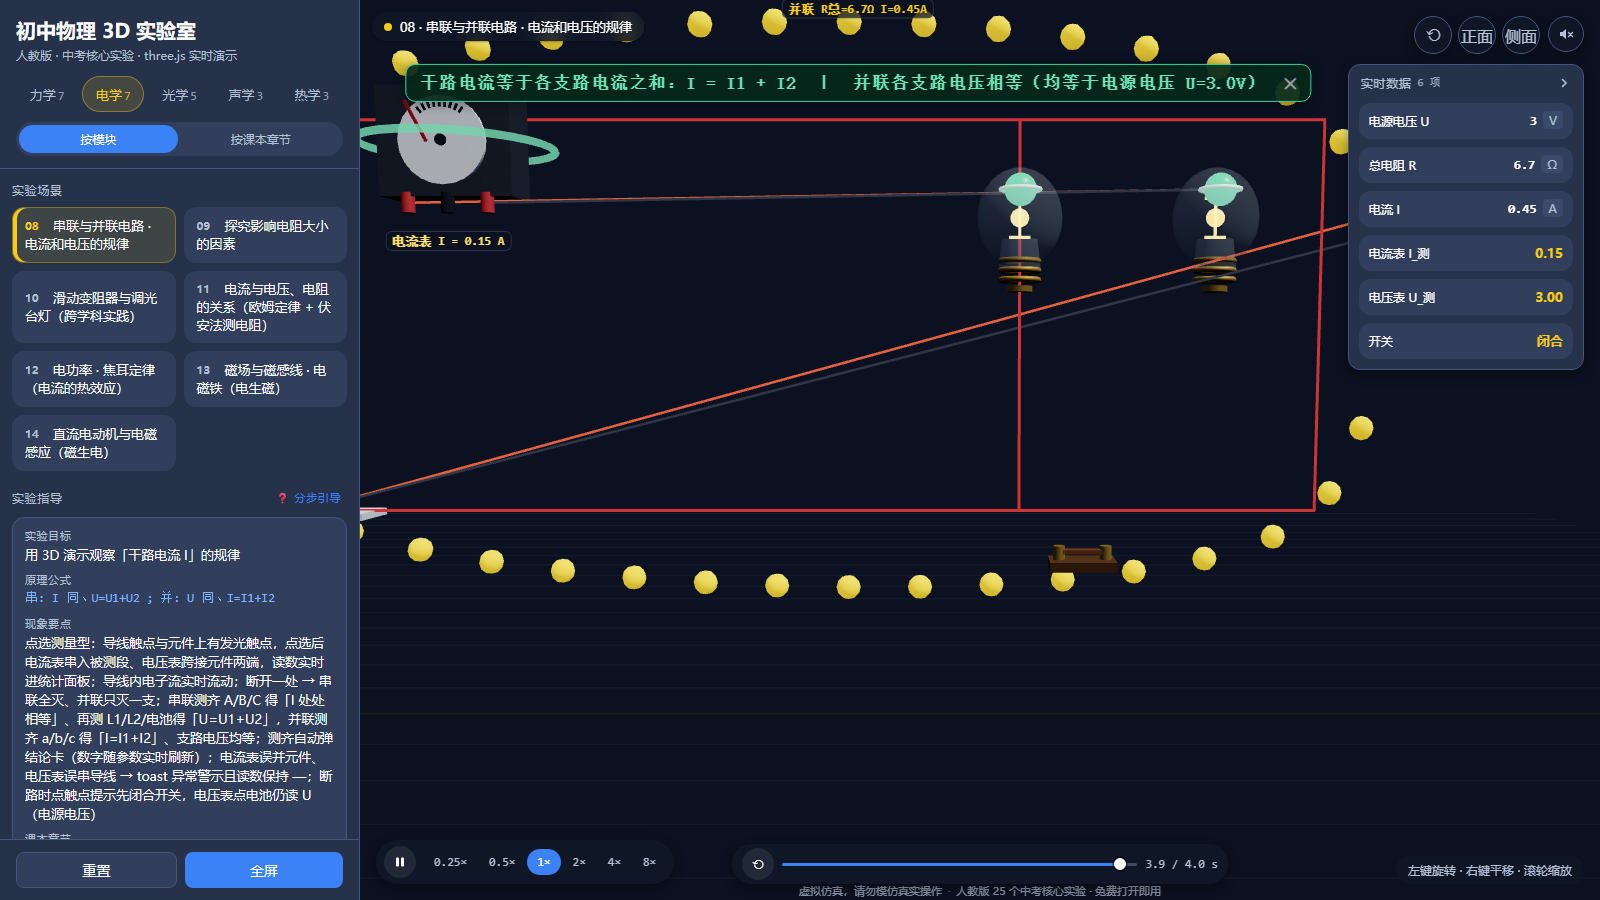 初中物理 3D 实验室
人教版 · 中考核心实验 · three.js 实时演示
力学 7
电学 7
光学 5
声学 3
热学 3
按模块
按课本章节
实验场景
08 串联与并联电路 · 电流和电压的规律
09 探究影响电阻大小的因素
10 滑动变阻器与调光台灯（跨学科实践）
11 电流与电压、电阻的关系（欧姆定律 + 伏安法测电阻）
12 电功率 · 焦耳定律（电流的热效应）
13 磁场与磁感线 · 电磁铁（电生磁）
14 直流电动机与电磁感应（磁生电）
实验指导
❓ 分步引导
实验目标
用 3D 演示观察「干路电流 I」的规律
原理公式
串: I 同、U=U1+U2 ; 并: U 同、I=I1+I2
现象要点
点选测量型：导线触点与元件上有发光触点，点选后
电流表串入被测段、电压表跨接元件两端，读数实时
进统计面板；导线内电子流实时流动；断开一处 → 串
联全灭、并联只灭一支；串联测齐 A/B/C 得「I 处处
相等」、再测 L1/L2/电池得「U=U1+U2」，并联测
齐 a/b/c 得「I=I1+I2」、支路电压均等；测齐自动弹
结论卡（数字随参数实时刷新）；电流表误并元件、
电压表误串导线 → toast 异常警示且读数保持 —；断
路时点触点提示先闭合开关，电压表点电池仍读 U
（电源电压）
课本章节
重置
全屏
08 · 串联与并联电路 · 电流和电压的规律
并联 R总=6.7Ω I=0.45A
干路电流等于各支路电流之和: I = I1 + I2 | 并联各支路电压相等（均等于电源电压 U=3.0V）
电流表 I = 0.15 A
正面
侧面
实时数据 6 项
电源电压 U 3 V
总电阻 R 6.7 Ω
电流 I 0.45 A
电流表 I_测 0.15
电压表 U_测 3.00
开关 闭合
0.25×
0.5×
1×
2×
4×
8×
3.9 / 4.0 s
左键旋转 · 右键平移 · 滚轮缩放
虚拟仿真，请勿模仿真实操作 · 人教版 25 个中考核心实验 · 免费打开即用